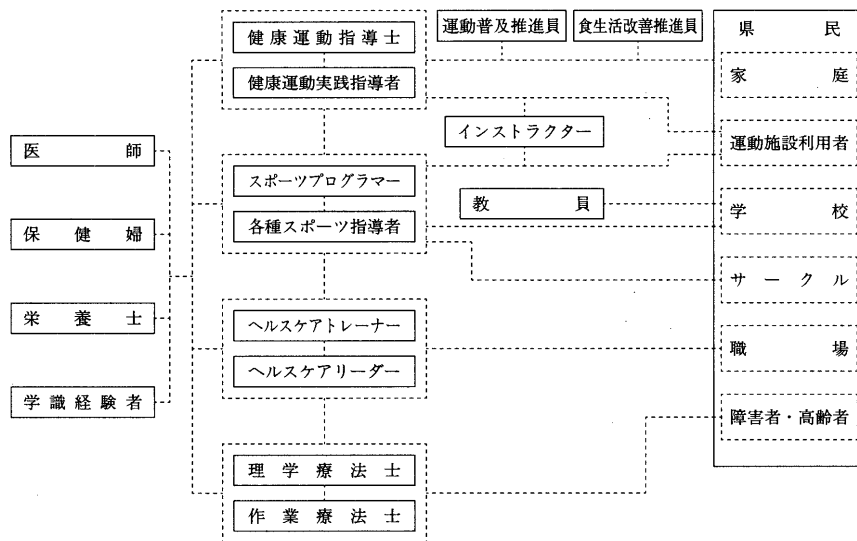 健康運動指導士
健康運動実践指導者
運動普及推進員
食生活改善推進員
県民
家庭
インストラクター
運動施設利用者
医師
保健婦
栄養士
学識経験者
スポーツプログラマー
各種スポーツ指導者
教員
学校
サークル
ヘルスケアトレーナー
ヘルスケアリーダー
職場
障害者・高齢者
理学療法士
作業療法士